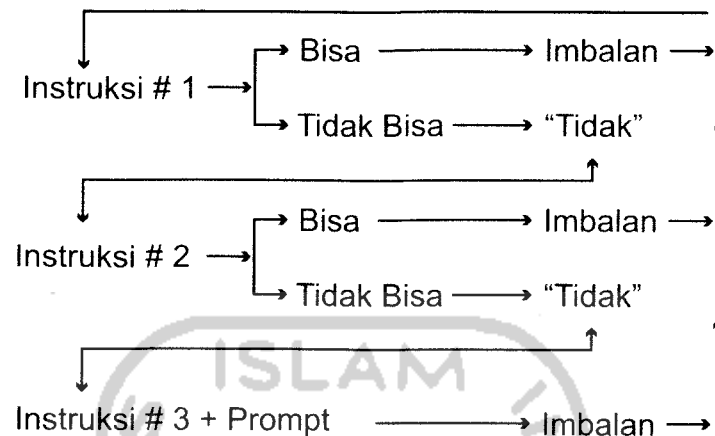 Bisa Imbalan
Instruksi # 1
Tidak Bisa "Tidak"
Bisa Imbalan
Instruksi # 2
Tidak Bisa "Tidak"
ISLAM
Instruksi # 3 + Prompt Imbalan